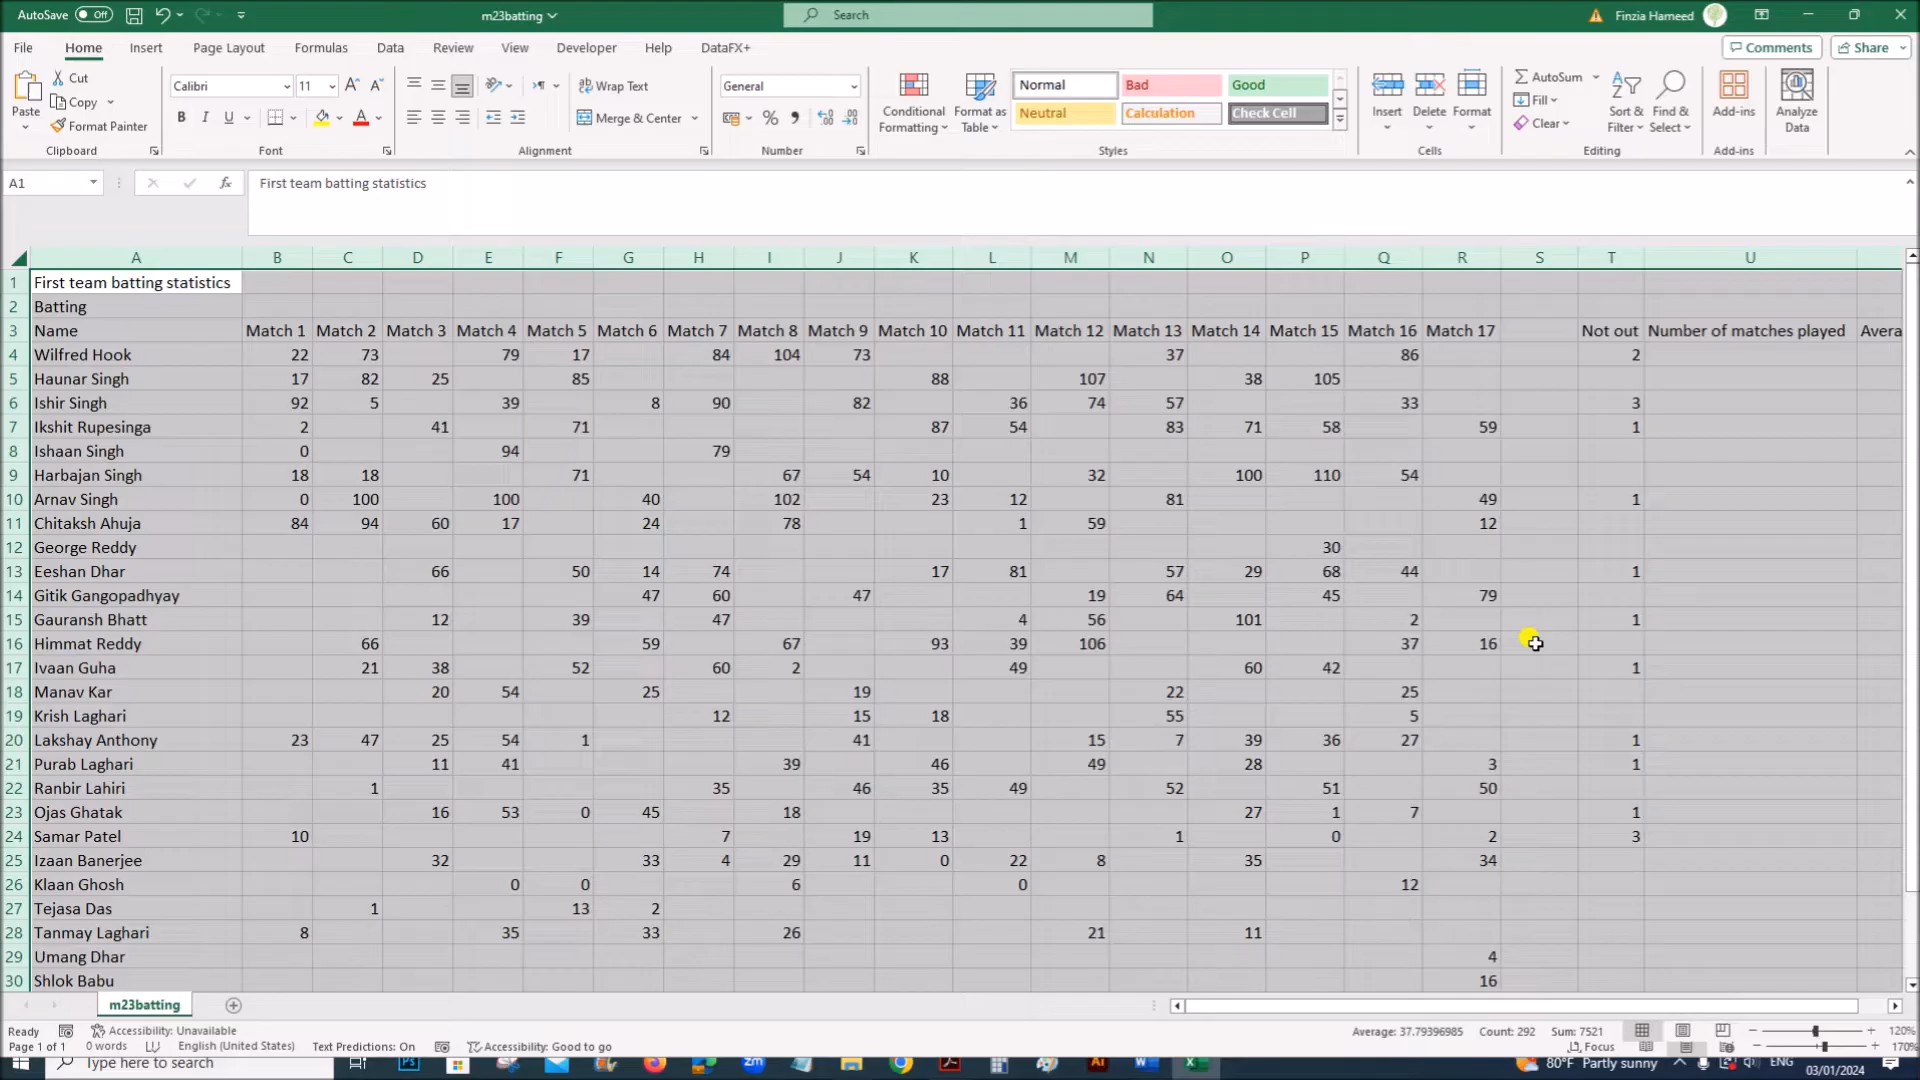 AutoSave Off m23batting Search Finzia Hameed
File Home Insert Page Layout Formulas Data Review View Developer Help DataFX+ Comments Share
Cut
Copy
Format Painter
Paste
Clipboard
Calibri 11
B I U
Font
Wrap Text
Merge & Center
Alignment
General
Number
Conditional Formatting
Format as Table
Normal Bad Good
Neutral Calculation Check Cell
Styles
Insert Delete Format
Cells
AutoSum
Fill
Clear
Sort & Filter
Find & Select
Editing
Add-ins
Add-ins
Analyze Data
A1 fx First team batting statistics
A B C D E F G H I J K L M N O P Q R S T U
1 First team batting statistics
2 Batting
3 Name Match 1 Match 2 Match 3 Match 4 Match 5 Match 6 Match 7 Match 8 Match 9 Match 10 Match 11 Match 12 Match 13 Match 14 Match 15 Match 16 Match 17 Not out Number of matches played Avera
4 Wilfred Hook 22 73 79 17 84 104 73 37 86 2
5 Haunar Singh 17 82 25 85 88 107 38 105
6 Ishir Singh 92 5 39 8 90 82 36 74 57 33 3
7 Ikshit Rupesinga 2 41 71 87 54 83 71 58 59 1
8 Ishaan Singh 0 94 79
9 Harbajan Singh 18 18 71 67 54 10 32 100 110 54
10 Arnav Singh 0 100 100 40 102 23 12 81 49 1
11 Chitaksh Ahuja 84 94 60 17 24 78 1 59 12
12 George Reddy 30
13 Eeshan Dhar 66 50 14 74 17 81 57 29 68 44 1
14 Gitik Gangopadhyay 47 60 47 19 64 45 79
15 Gauransh Bhatt 12 39 47 4 56 101 2 1
16 Himmat Reddy 66 59 67 93 39 106 37 16
17 Ivaan Guha 21 38 52 60 2 49 60 42 1
18 Manav Kar 20 54 25 19 22 25
19 Krish Laghari 12 15 18 55 5
20 Lakshay Anthony 23 47 25 54 1 41 15 7 39 36 27 1
21 Purab Laghari 11 41 39 46 49 28 3 1
22 Ranbir Lahiri 1 35 46 35 49 52 51 50
23 Ojas Ghatak 16 53 0 45 18 27 1 7 1
24 Samar Patel 10 7 19 13 1 0 2 3
25 Izaan Banerjee 32 33 4 29 11 0 22 8 35 34
26 Klaan Ghosh 0 0 6 0 12
27 Tejasa Das 1 13 2
28 Tanmay Laghari 8 35 33 26 21 11
29 Umang Dhar 4
30 Shlok Babu 16
m23batting
Ready Accessibility: Unavailable Average: 37.79396985 Count: 292 Sum: 7521 120%
Page 1 of 1 0 words English (United States) Text Predictions: On Accessibility: Good to go Focus 170%
Type here to search Ps zm Ai W X 80°F Partly sunny ENG
03/01/2024